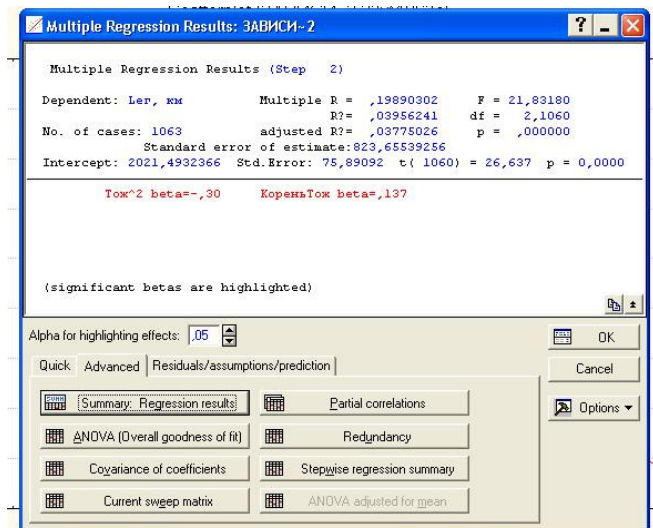 Multiple Regression Results: ЗАВИСИ~2
Multiple Regression Results (Step 2)
Dependent: Lег, км Multiple R = ,19890302 F = 21,83180
R?= ,03956241 df = 2,1060
No. of cases: 1063 adjusted R?= ,03775026 p = ,000000
Standard error of estimate:823,65539256
Intercept: 2021,4932366 Std.Error: 75,89092 t( 1060) = 26,637 p = 0,0000
Тож^2 beta=-,30 КореньТож beta=,137
(significant betas are highlighted)
Alpha for highlighting effects: ,05
OK
Quick Advanced Residuals/assumptions/prediction
Cancel
Summary: Regression results Partial correlations
Options
ANOVA (Overall goodness of fit) Redundancy
Covariance of coefficients Stepwise regression summary
Current sweep matrix ANOVA adjusted for mean